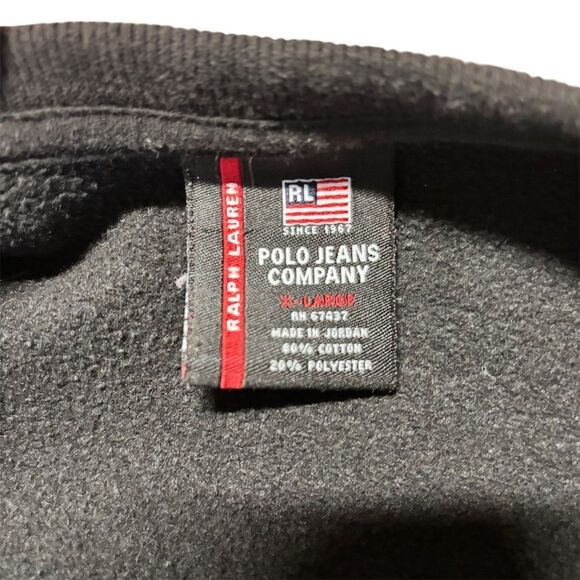 RALPH LAUREN
RL
SINCE 1967
POLO JEANS
COMPANY
X-LARGE
RN 67437
MADE IN JORDAN
80% COTTON
20% POLYESTER